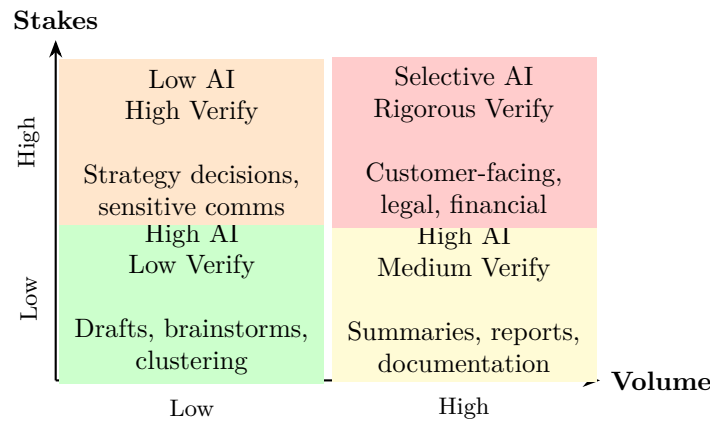 Stakes
High
Low AI
High Verify
Strategy decisions,
sensitive comms
Selective AI
Rigorous Verify
Customer-facing,
legal, financial
Low
High AI
Low Verify
Drafts, brainstorms,
clustering
High AI
Medium Verify
Summaries, reports,
documentation
Volume
Low
High